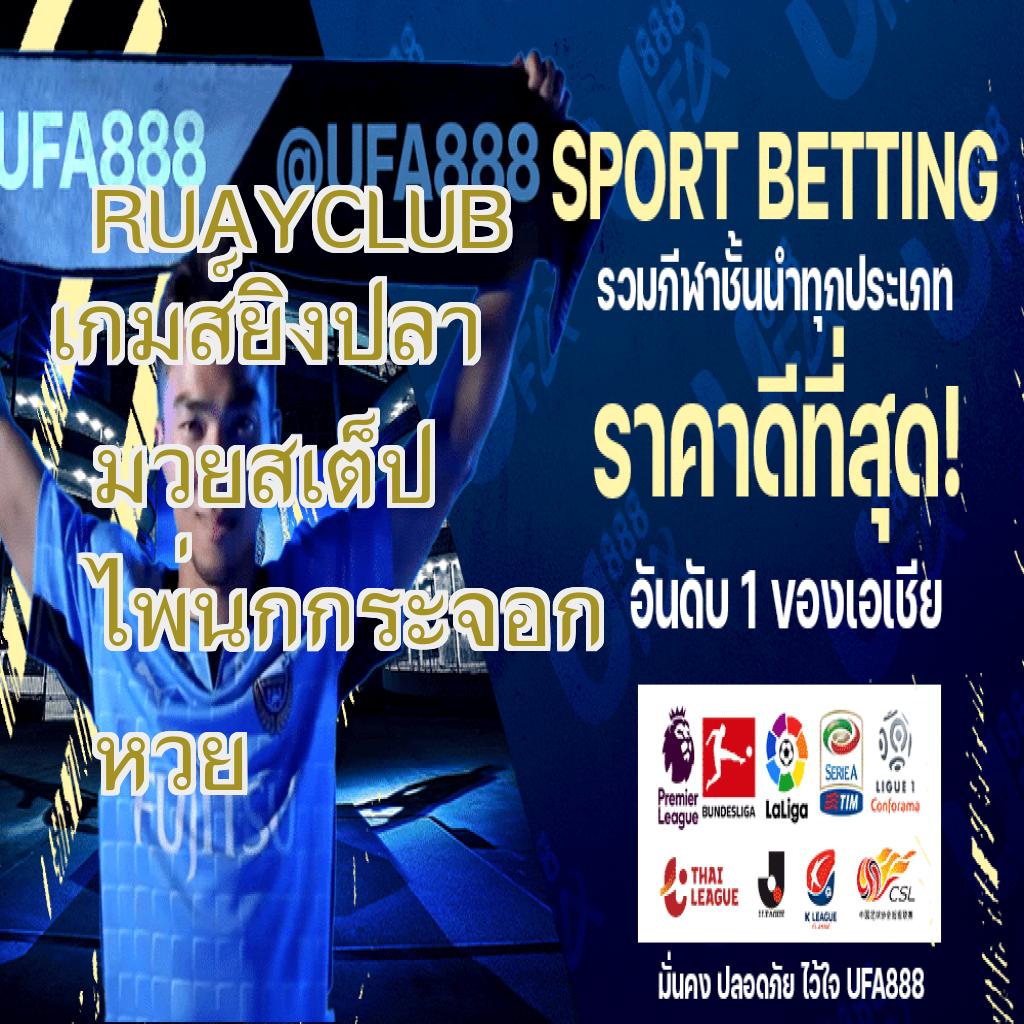 UFA888
@UFA888
RUAYCLUB
เกมส์ยิงปลา
มวยสเต็ป
ไพ่นกกระจอก
หวย
FUJITSU
SPORT BETTING
รวมกีฬาชั้นนำทุกประเภท
ราคาดีที่สุด!
อันดับ 1 ของเอเชีย
Premier League
BUNDESLIGA
LaLiga
SERIE A
TIM
LIGUE 1
Conforama
THAI LEAGUE
J.LEAGUE
K LEAGUE
CSL
มั่นคง ปลอดภัย ไว้ใจ UFA888